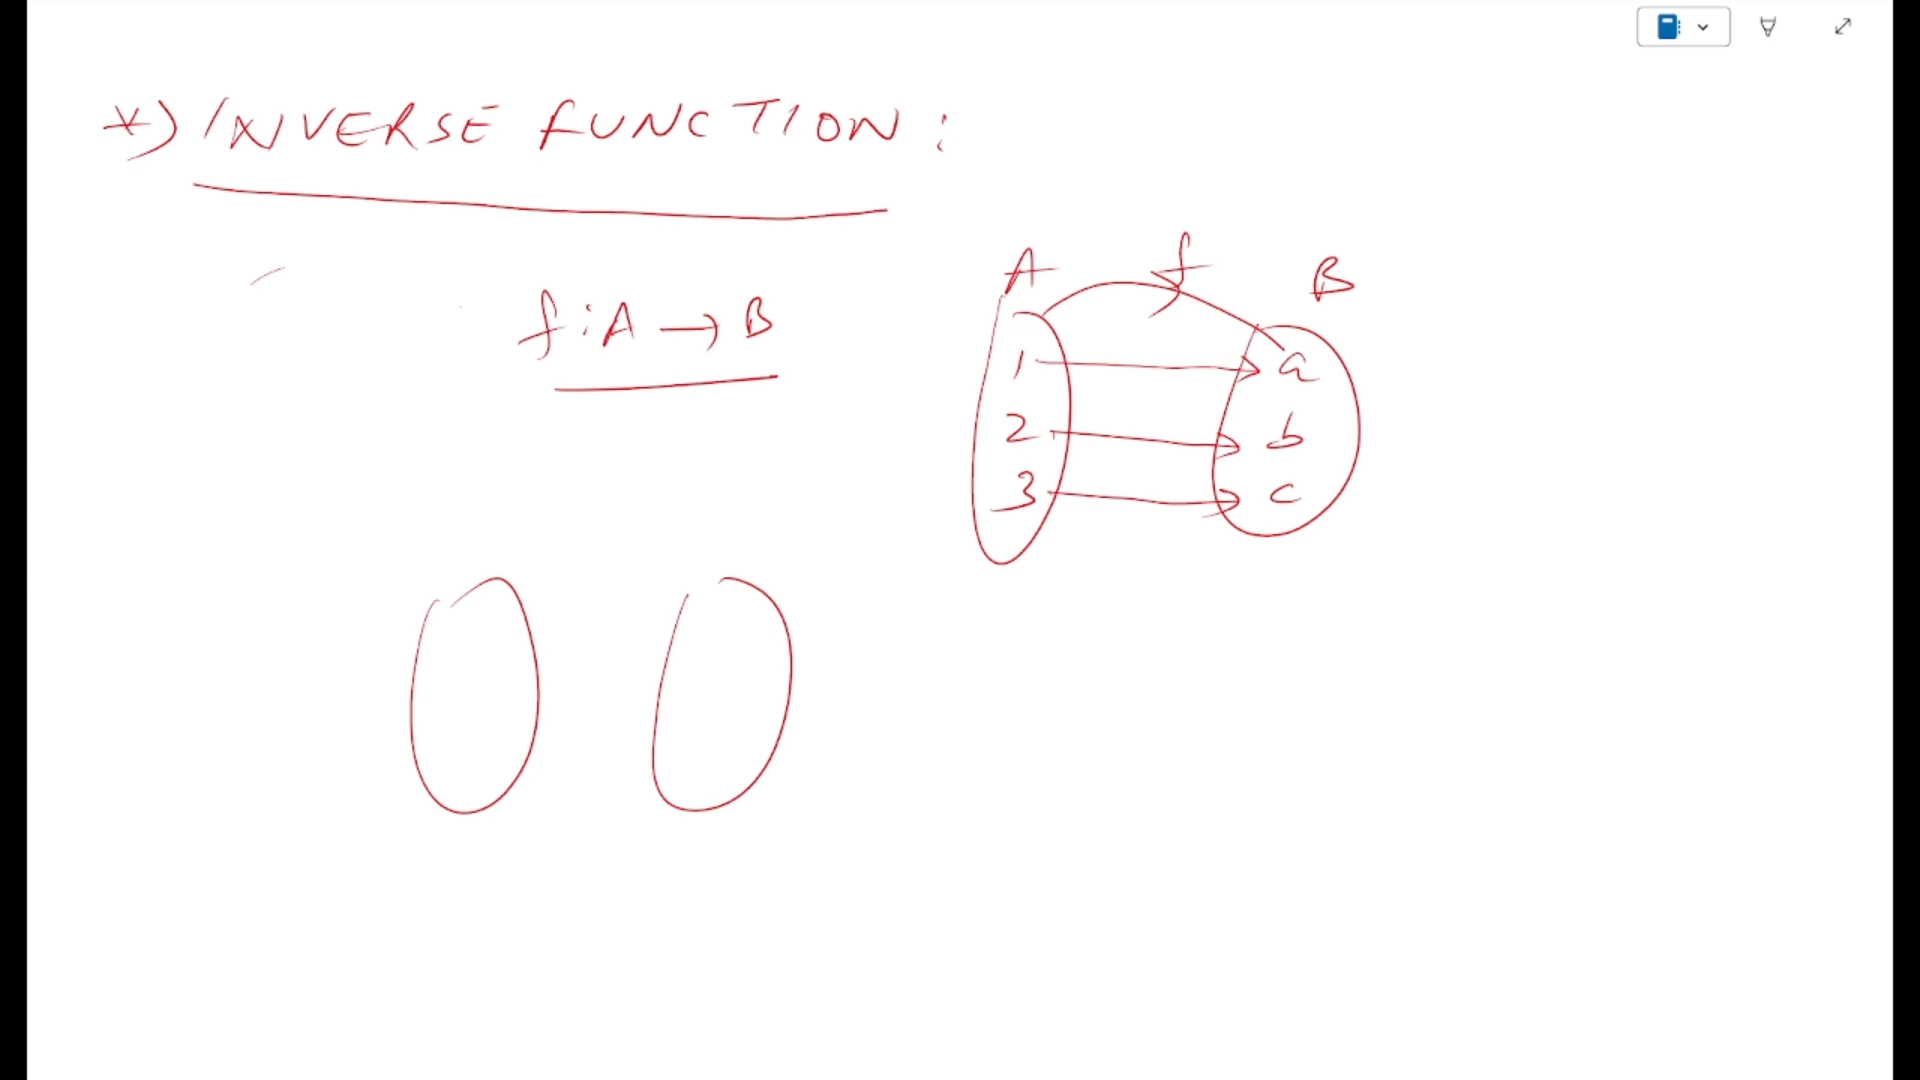 *) INVERSE FUNCTION :
f : A → B
A f B
1 → a
2 → b
3 → c